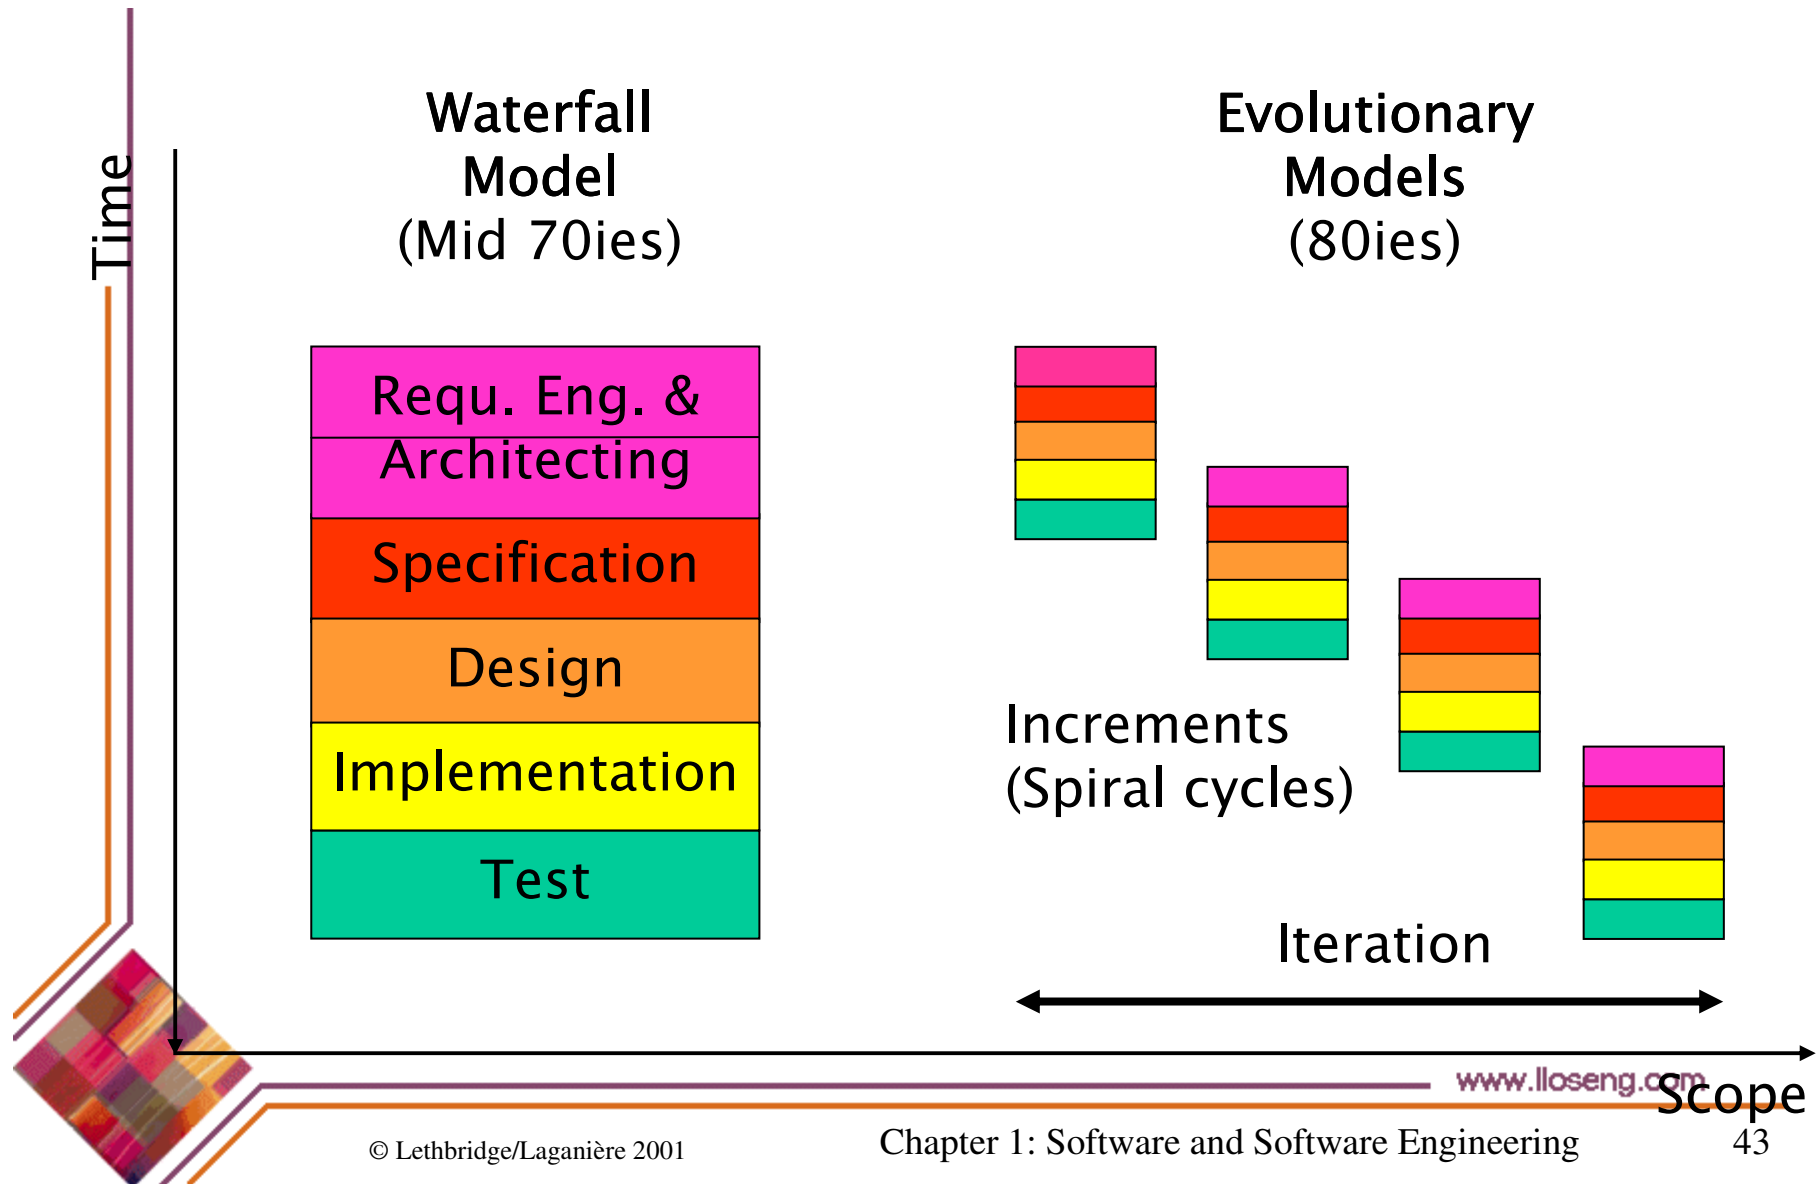 Waterfall
Model
(Mid 70ies)
Evolutionary
Models
(80ies)
Time
Requ. Eng. &
Architecting
Specification
Design
Implementation
Test
Increments
(Spiral cycles)
Iteration
www.lloseng.com
Scope
© Lethbridge/Laganière 2001
Chapter 1: Software and Software Engineering
43